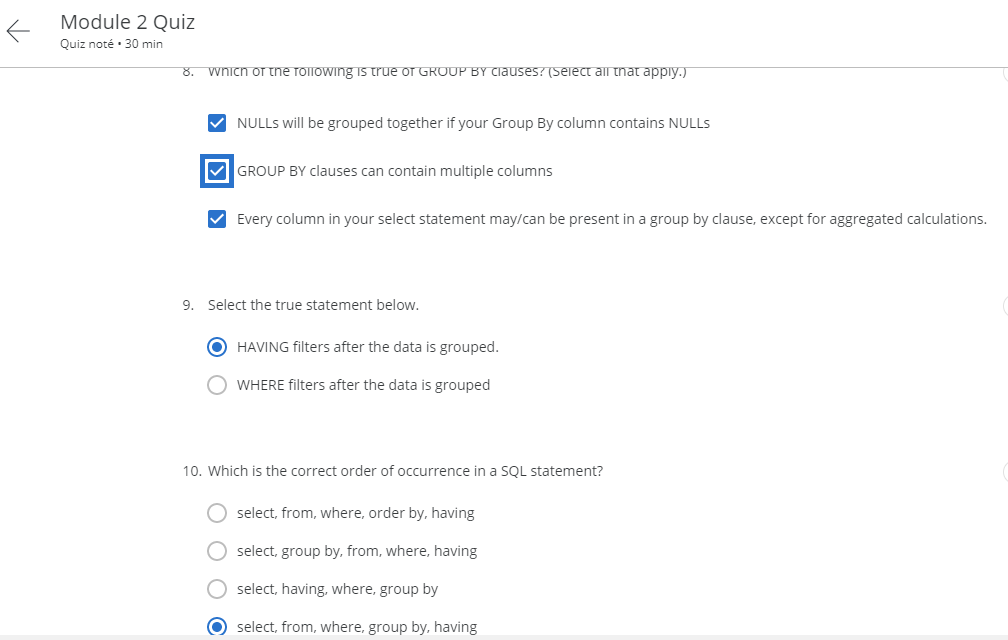 Module 2 Quiz
Quiz noté • 30 min
8. Which of the following is true of GROUP BY clauses? (Select all that apply.)
NULLs will be grouped together if your Group By column contains NULLs
GROUP BY clauses can contain multiple columns
Every column in your select statement may/can be present in a group by clause, except for aggregated calculations.
9. Select the true statement below.
HAVING filters after the data is grouped.
WHERE filters after the data is grouped
10. Which is the correct order of occurrence in a SQL statement?
select, from, where, order by, having
select, group by, from, where, having
select, having, where, group by
select, from, where, group by, having